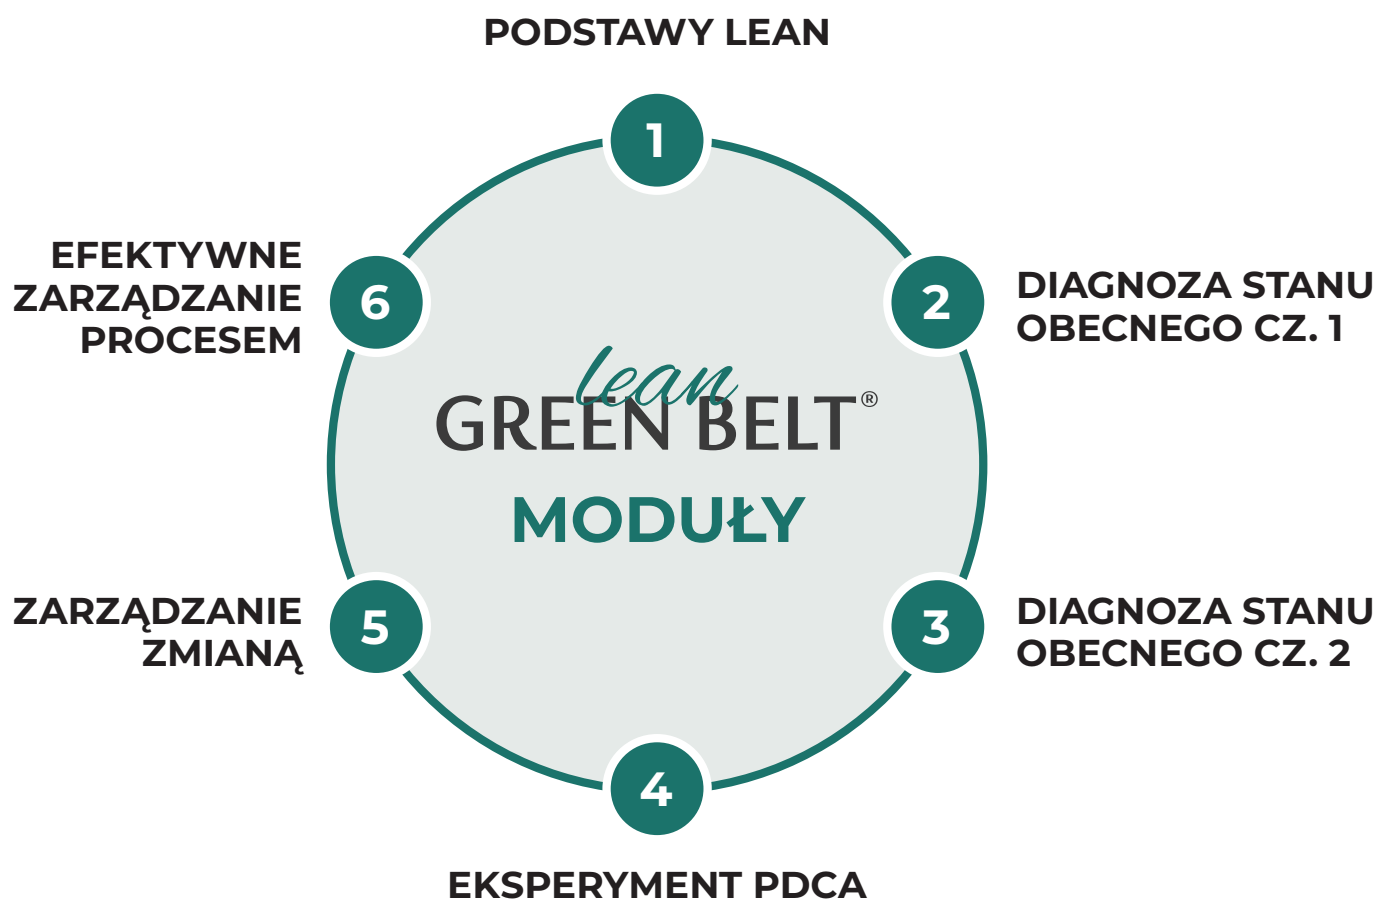 PODSTAWY LEAN
1
2
DIAGNOZA STANU
OBECNEGO CZ. 1
3
DIAGNOZA STANU
OBECNEGO CZ. 2
4
EKSPERYMENT PDCA
5
ZARZĄDZANIE
ZMIANĄ
6
EFEKTYWNE
ZARZĄDZANIE
PROCESEM
lean
GREEN BELT®
MODUŁY